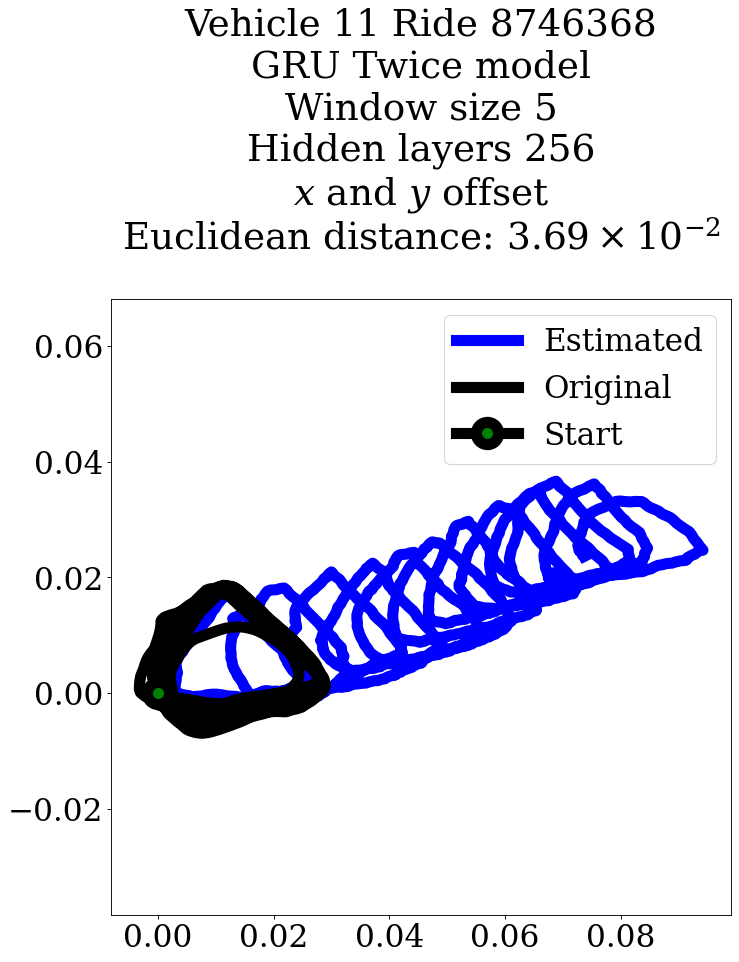 Vehicle 11 Ride 8746368
GRU Twice model
Window size 5
Hidden layers 256
x and y offset
Euclidean distance: 3.69 × 10⁻²
Estimated
Original
Start
0.06
0.04
0.02
0.00
−0.02
0.00 0.02 0.04 0.06 0.08